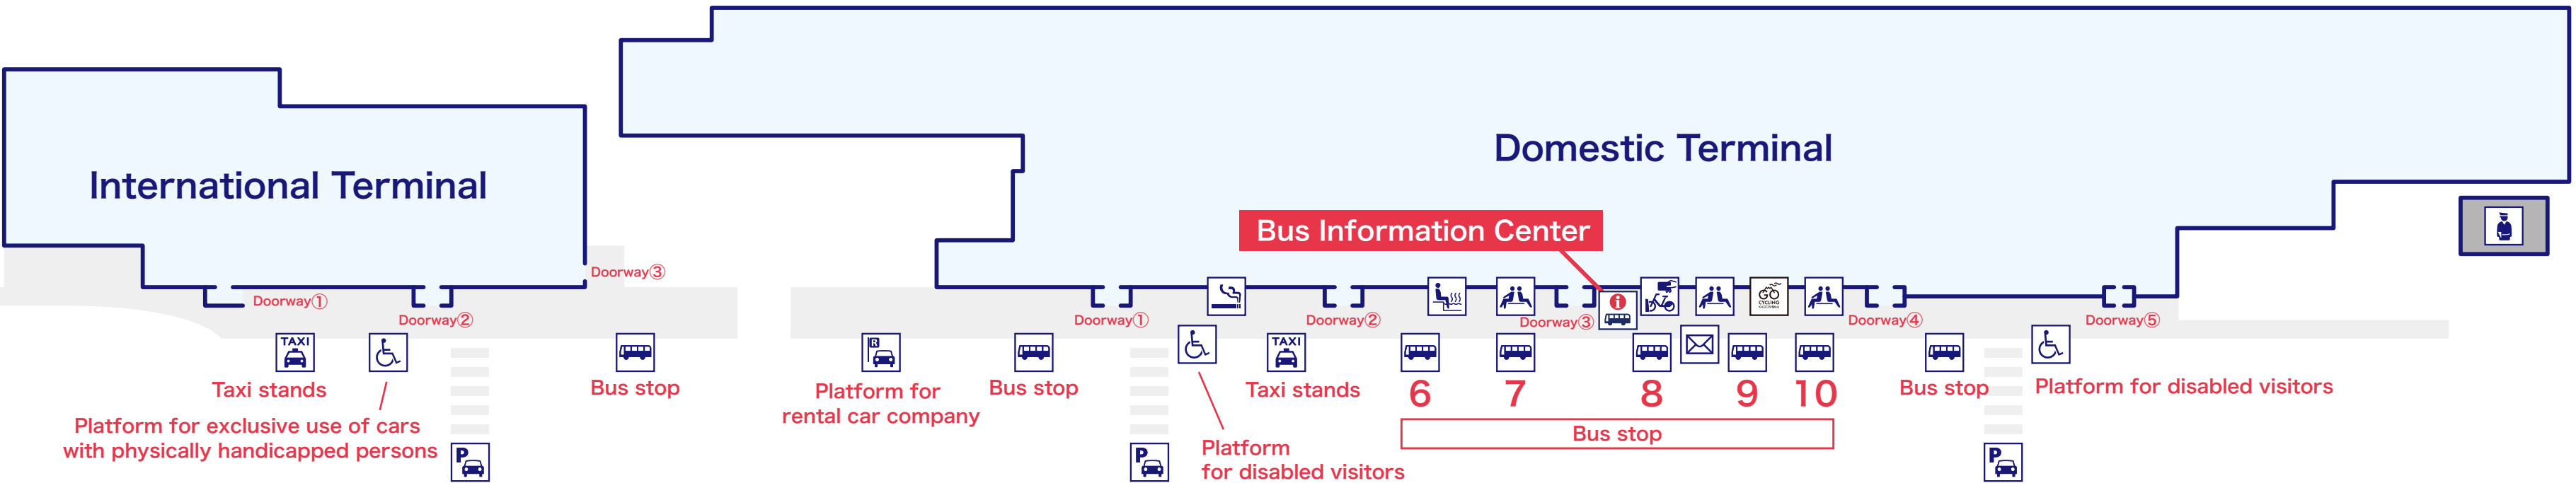 International Terminal
Domestic Terminal
Bus Information Center
Doorway③
Doorway①
Doorway②
Doorway①
Doorway②
Doorway③
Doorway④
Doorway⑤
GO
CYCLING
TAXI
Taxi stands
Platform for exclusive use of cars
with physically handicapped persons
P
Bus stop
R
Platform for
rental car company
Bus stop
P
Platform
for disabled visitors
TAXI
Taxi stands
6
7
8
9
10
Bus stop
Bus stop
P
Platform for disabled visitors